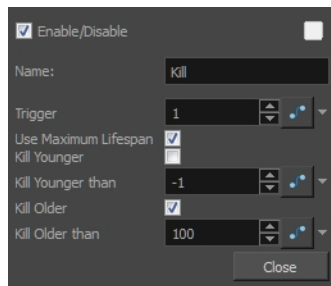 Enable/Disable
Name: Kill
Trigger 1
Use Maximum Lifespan
Kill Younger
Kill Younger than -1
Kill Older
Kill Older than 100
Close